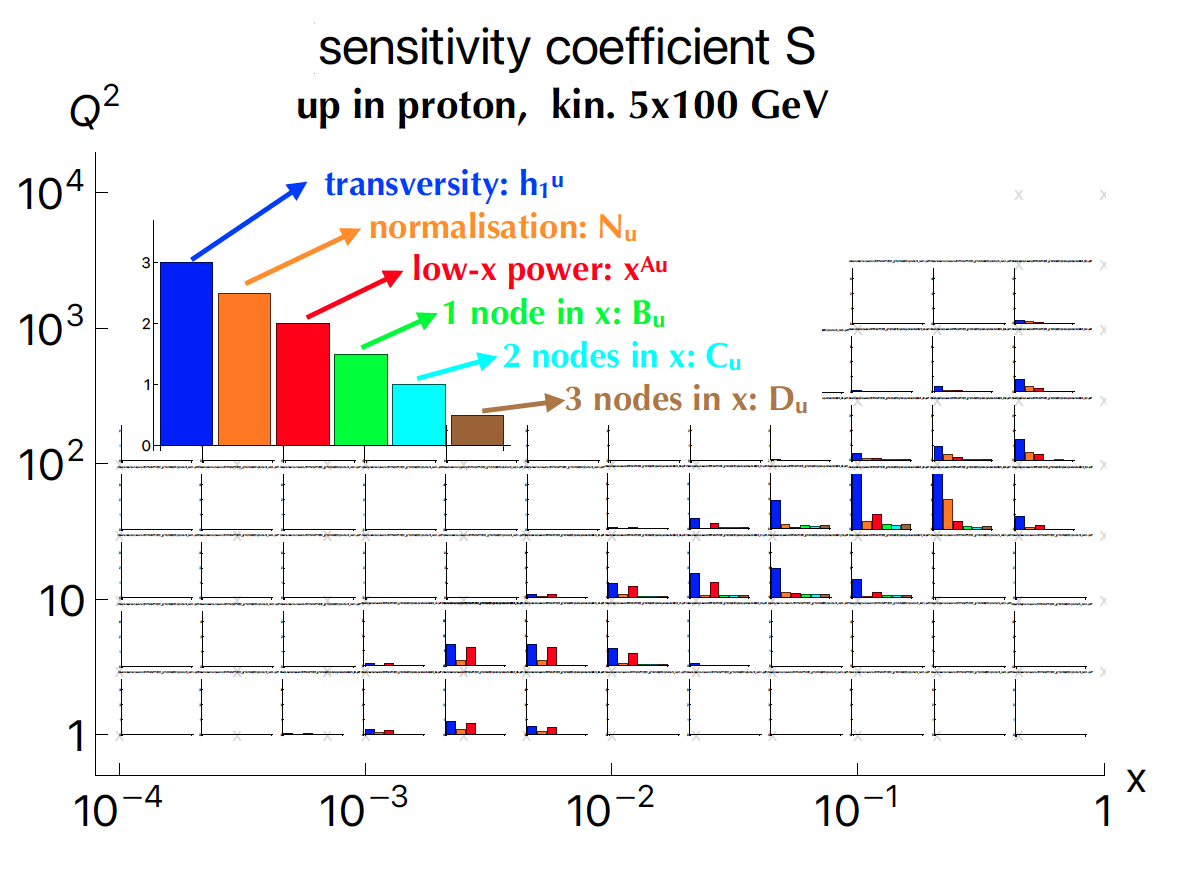 sensitivity coefficient S
up in proton, kin. 5x100 GeV
Q²
transversity: h₁ᵘ
normalisation: Nᵤ
low-x power: xᴬᵘ
1 node in x: Bᵤ
2 nodes in x: Cᵤ
3 nodes in x: Dᵤ
3
2
1
0
10⁴
10³
10²
10
1
10⁻⁴ 10⁻³ 10⁻² 10⁻¹ 1
x